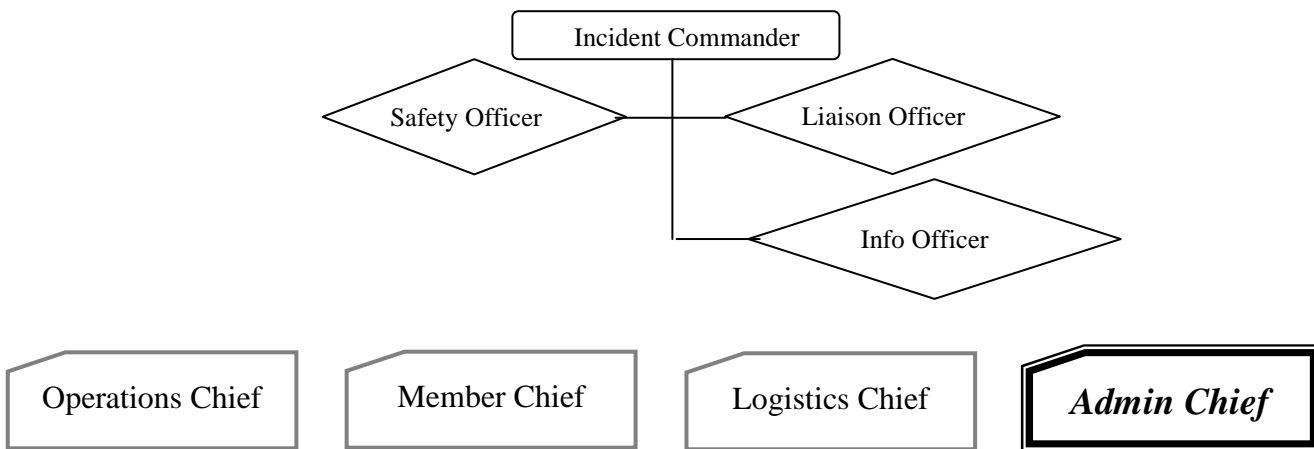 Incident Commander
Safety Officer
Liaison Officer
Info Officer
Operations Chief
Member Chief
Logistics Chief
Admin Chief